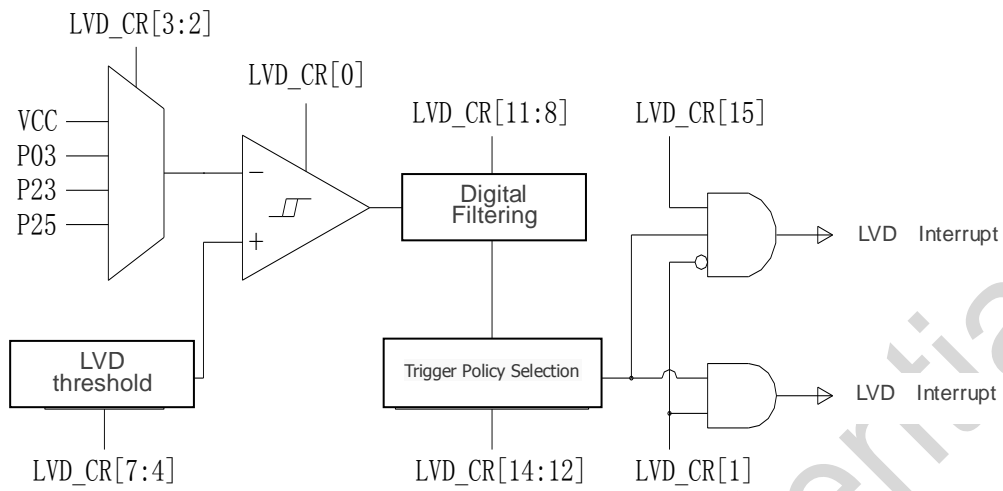 LVD_CR[3:2]
LVD_CR[0]
LVD_CR[11:8]
LVD_CR[15]
VCC
P03
P23
P25
Digital
Filtering
LVD Interrupt
LVD
threshold
Trigger Policy Selection
LVD Interrupt
LVD_CR[7:4]
LVD_CR[14:12]
LVD_CR[1]